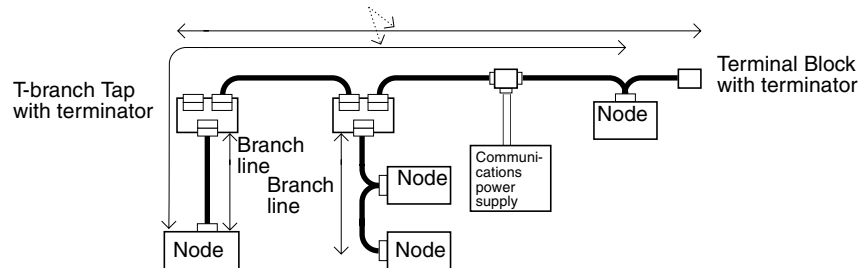 T-branch Tap
with terminator
Terminal Block
with terminator
Node
Branch
line
Branch
line
Node
Communi-
cations
power
supply
Node
Node